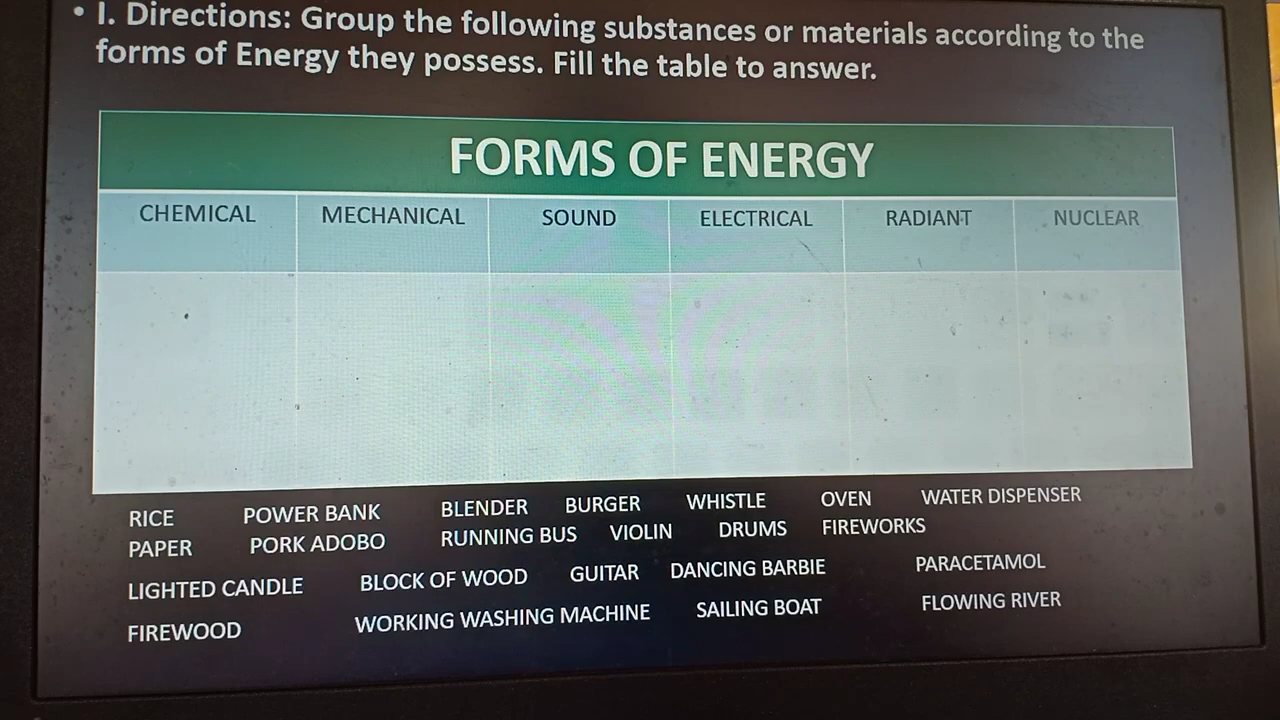 • I. Directions: Group the following substances or materials according to the
forms of Energy they possess. Fill the table to answer.
FORMS OF ENERGY
CHEMICAL MECHANICAL SOUND ELECTRICAL RADIANT NUCLEAR
RICE POWER BANK BLENDER BURGER WHISTLE OVEN WATER DISPENSER
PAPER PORK ADOBO RUNNING BUS VIOLIN DRUMS FIREWORKS
LIGHTED CANDLE BLOCK OF WOOD GUITAR DANCING BARBIE PARACETAMOL
FIREWOOD WORKING WASHING MACHINE SAILING BOAT FLOWING RIVER